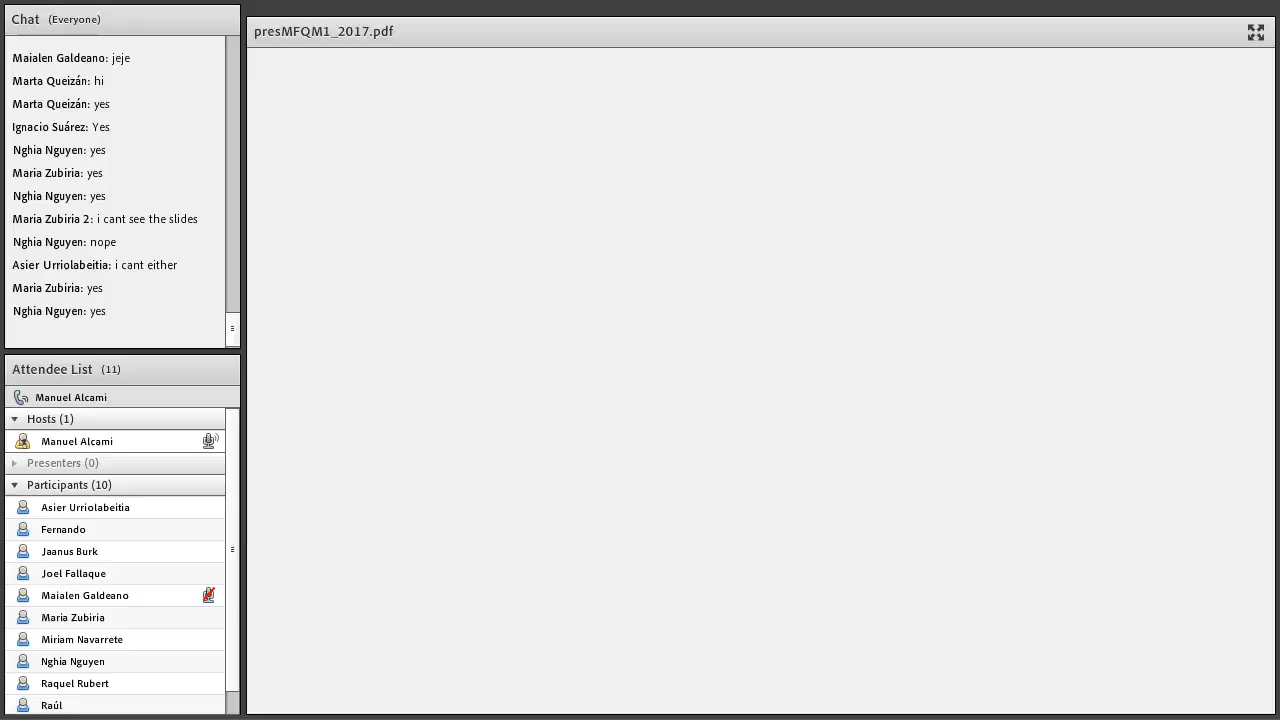 Chat (Everyone)
Maialen Galdeano: jeje
Marta Queizán: hi
Marta Queizán: yes
Ignacio Suárez: Yes
Nghia Nguyen: yes
Maria Zubiria: yes
Nghia Nguyen: yes
Maria Zubiria 2: i cant see the slides
Nghia Nguyen: nope
Asier Urriolabeitia: i cant either
Maria Zubiria: yes
Nghia Nguyen: yes
Attendee List (11)
Manuel Alcami
Hosts (1)
Manuel Alcami
Presenters (0)
Participants (10)
Asier Urriolabeitia
Fernando
Jaanus Burk
Joel Fallaque
Maialen Galdeano
Maria Zubiria
Miriam Navarrete
Nghia Nguyen
Raquel Rubert
Raúl
presMFQM1_2017.pdf